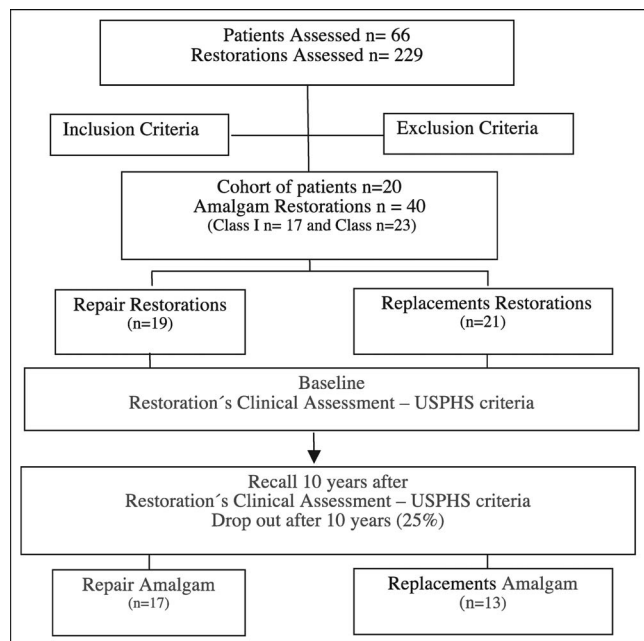 Patients Assessed n= 66
Restorations Assessed n= 229
Inclusion Criteria
Exclusion Criteria
Cohort of patients n=20
Amalgam Restorations n = 40
(Class I n= 17 and Class n=23)
Repair Restorations
(n=19)
Replacements Restorations
(n=21)
Baseline
Restoration´s Clinical Assessment – USPHS criteria
Recall 10 years after
Restoration´s Clinical Assessment – USPHS criteria
Drop out after 10 years (25%)
Repair Amalgam
(n=17)
Replacements Amalgam
(n=13)